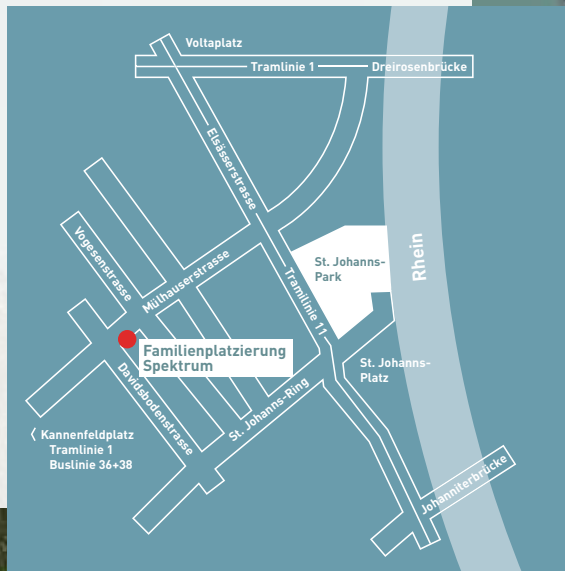 Voltaplatz
Tramlinie 1
Dreirosenbrücke
Elsässerstrasse
Vogesenstrasse
Mülhauserstrasse
St. Johanns-
Park
Rhein
Tramilinie 11
Familienplatzierung
Spektrum
St. Johanns-
Platz
Davidsbodenstrasse
St. Johanns-Ring
〈 Kannenfeldplatz
Tramlinie 1
Buslinie 36+38
Johanniterbrücke